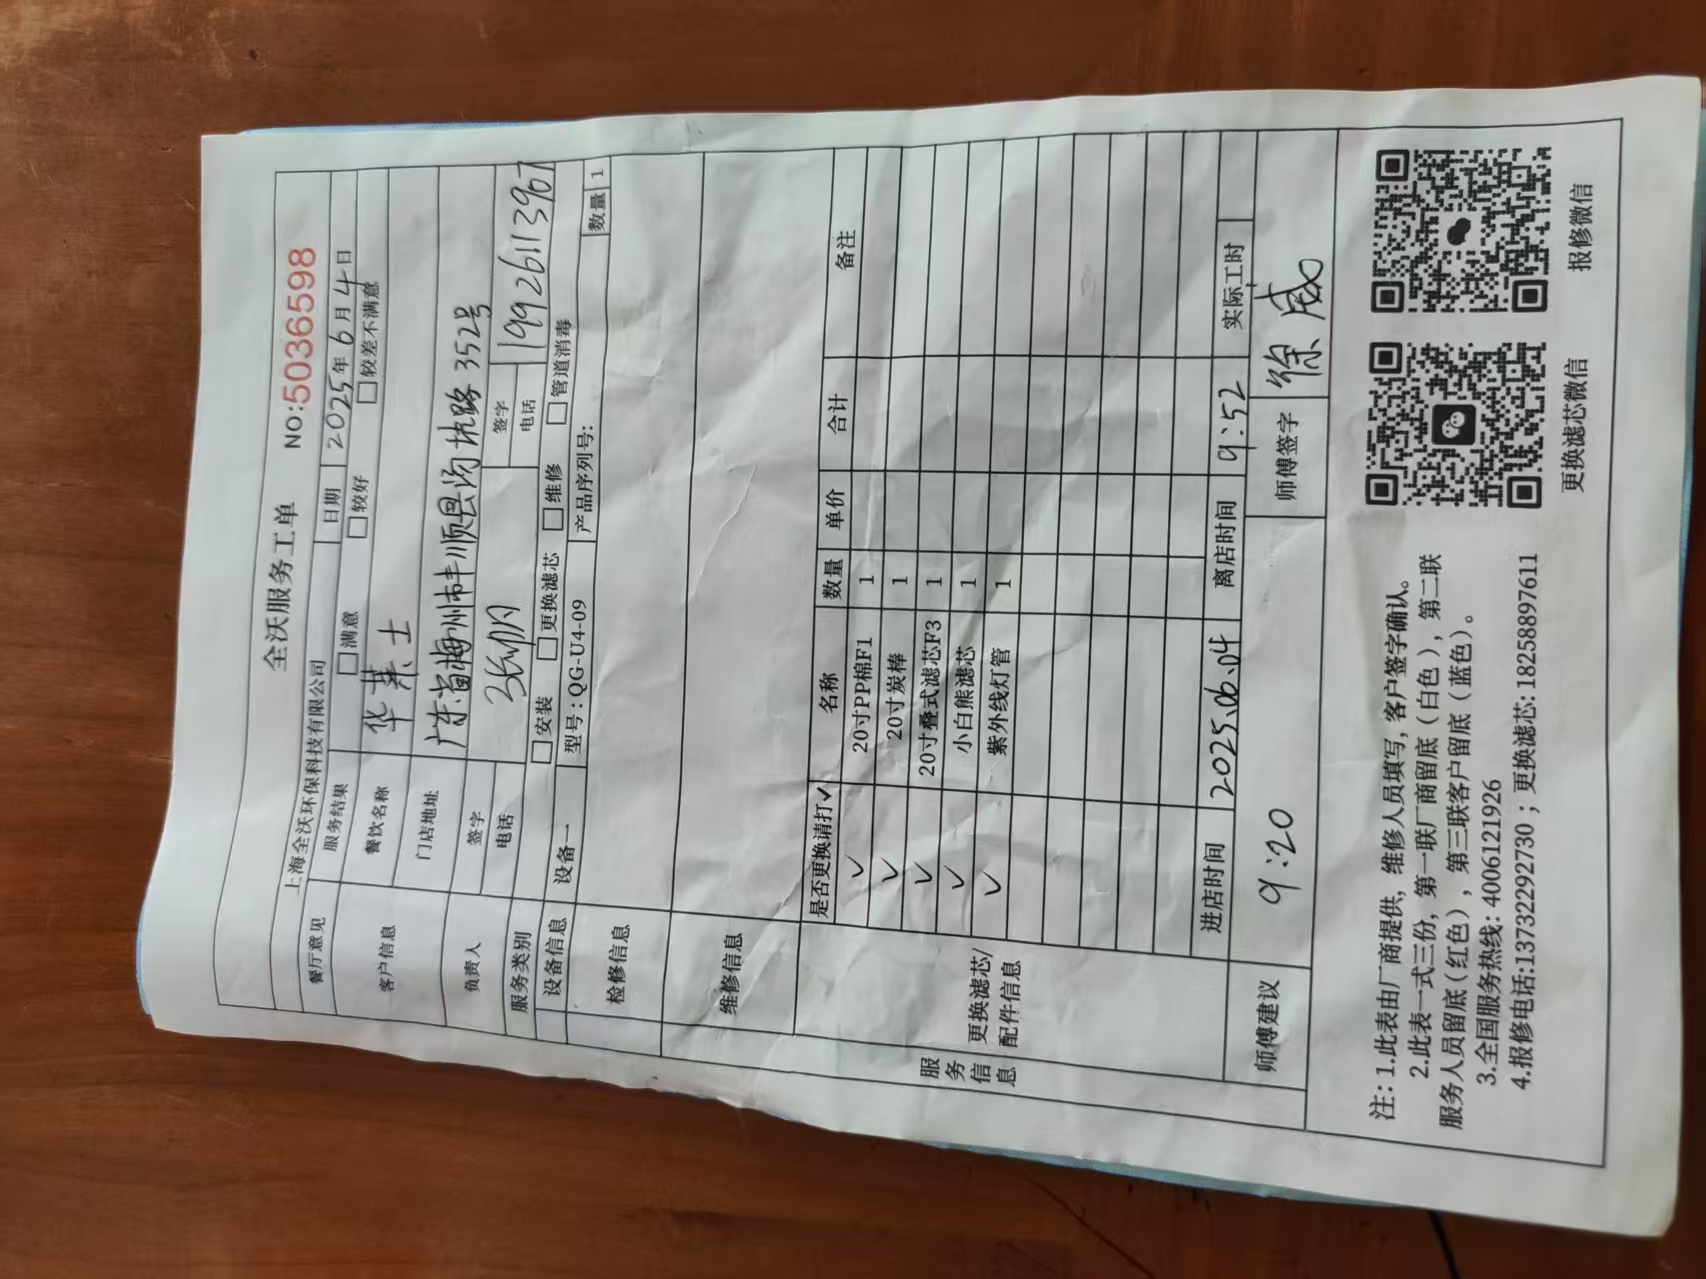 全沃服务工单
NO:5036598
上海全沃环保科技有限公司 日期 2025年6月4日
餐厅意见 服务结果 □满意 □较好 □较差不满意
客户信息 餐饮名称 华莱士
门店地址 广东省梅州市丰顺县汤坑路352号
负责人 签字 签字
电话 电话 19926113967
服务类别 □安装 □更换滤芯 □维修 □管道消毒
设备信息 设备一 型号:QG-U4-09 产品序列号: 数量 1
检修信息
维修信息
服务信息
更换滤芯/配件信息
是否更换请打✓ 名称 数量 单价 合计 备注
✓ 20寸PP棉F1 1
✓ 20寸炭棒 1
✓ 20寸叠式滤芯F3 1
✓ 小白熊滤芯 1
✓ 紫外线灯管 1
进店时间 2025.06.04 离店时间 9:52 实际工时
师傅建议 9:20 师傅签字 徐威
注:1.此表由厂商提供,维修人员填写,客户签字确认。
2.此表一式三份,第一联厂商留底(白色),第二联
服务人员留底(红色),第三联客户留底(蓝色)。
3.全国服务热线:4006121926
4.报修电话:13732292730;更换滤芯:18258897611
更换滤芯微信
报修微信